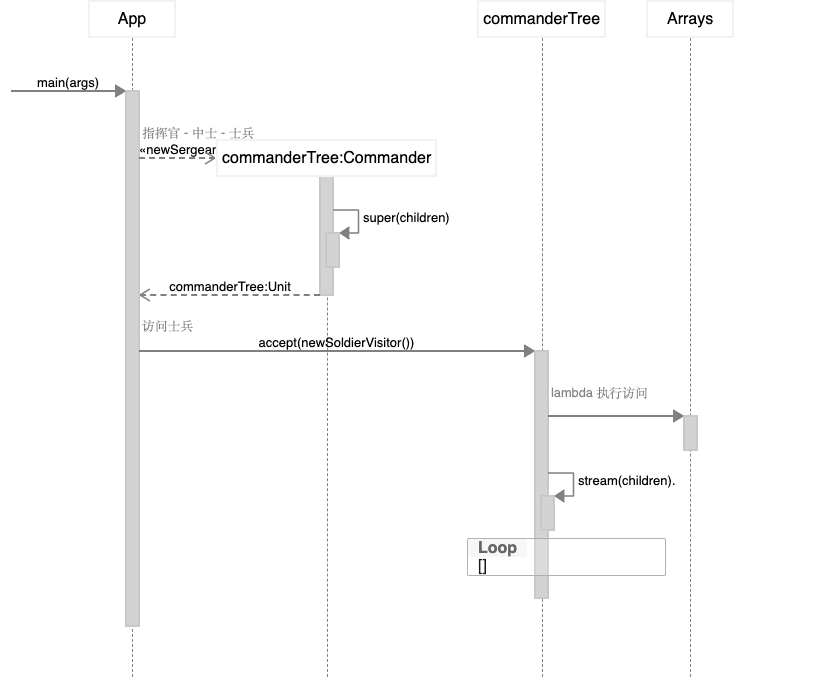 App
commanderTree
Arrays
main(args)
指挥官 - 中士 - 士兵
«newSergean
commanderTree:Commander
super(children)
commanderTree:Unit
访问士兵
accept(newSoldierVisitor())
lambda 执行访问
stream(children).
Loop
[]